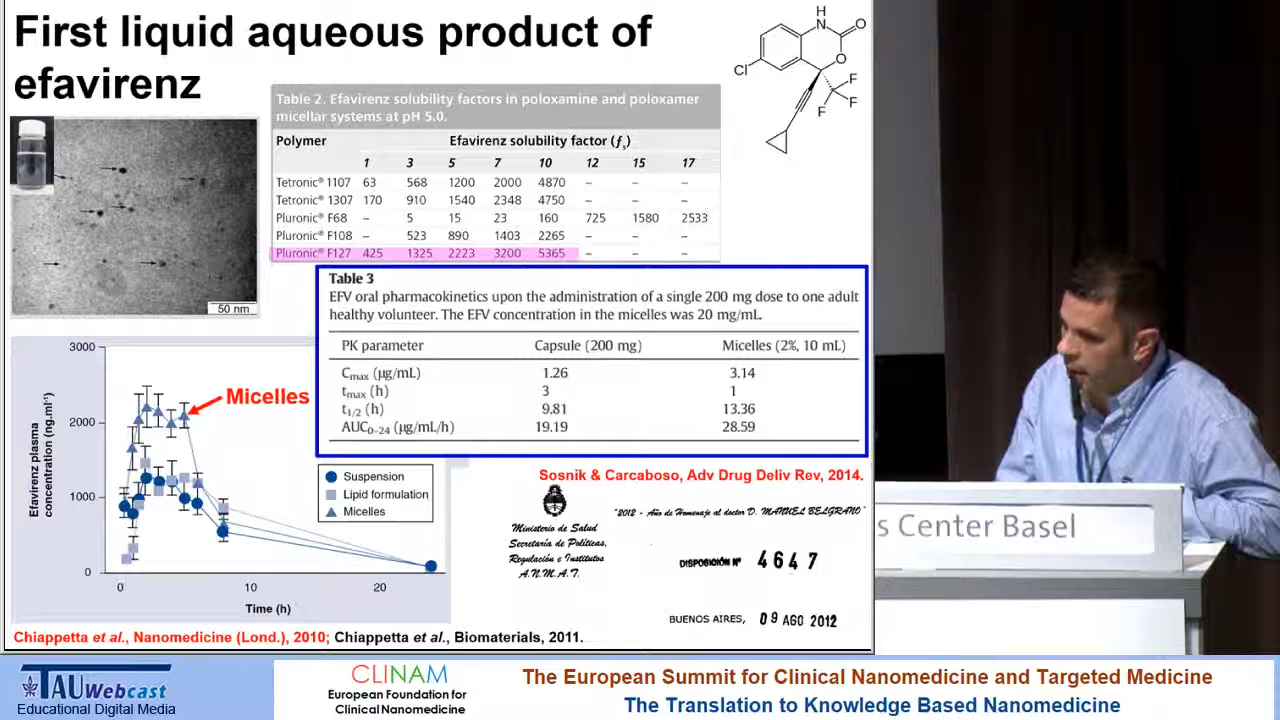 First liquid aqueous product of
efavirenz
H
N
O
O
Cl
F
F
F
Table 2. Efavirenz solubility factors in poloxamine and poloxamer
micellar systems at pH 5.0.
Polymer Efavirenz solubility factor (fs)
1 3 5 7 10 12 15 17
Tetronic® 1107 63 568 1200 2000 4870 – – –
Tetronic® 1307 170 910 1540 2348 4750 – – –
Pluronic® F68 – 5 15 23 160 725 1580 2533
Pluronic® F108 – 523 890 1403 2265 – – –
Pluronic® F127 425 1325 2223 3200 5365 – – –
50 nm
Table 3
EFV oral pharmacokinetics upon the administration of a single 200 mg dose to one adult
healthy volunteer. The EFV concentration in the micelles was 20 mg/mL.
PK parameter Capsule (200 mg) Micelles (2%, 10 mL)
Cmax (μg/mL) 1.26 3.14
tmax (h) 3 1
t1/2 (h) 9.81 13.36
AUC0–24 (μg/mL/h) 19.19 28.59
Efavirenz plasma
concentration (ng.ml-1)
3000
2000
1000
0
0 10 20
Time (h)
Micelles
Suspension
Lipid formulation
Micelles
Sosnik & Carcaboso, Adv Drug Deliv Rev, 2014.
Ministerio de Salud
Secretaría de Políticas,
Regulación e Institutos
A.N.M.A.T.
"2012 - Año de Homenaje al doctor D. MANUEL BELGRANO"
DISPOSICIÓN Nº 4647
BUENOS AIRES, 09 AGO 2012
Chiappetta et al., Nanomedicine (Lond.), 2010; Chiappetta et al., Biomaterials, 2011.
s Center Basel
TAU Webcast
Educational Digital Media
CLINAM
European Foundation for
Clinical Nanomedicine
The European Summit for Clinical Nanomedicine and Targeted Medicine
The Translation to Knowledge Based Nanomedicine